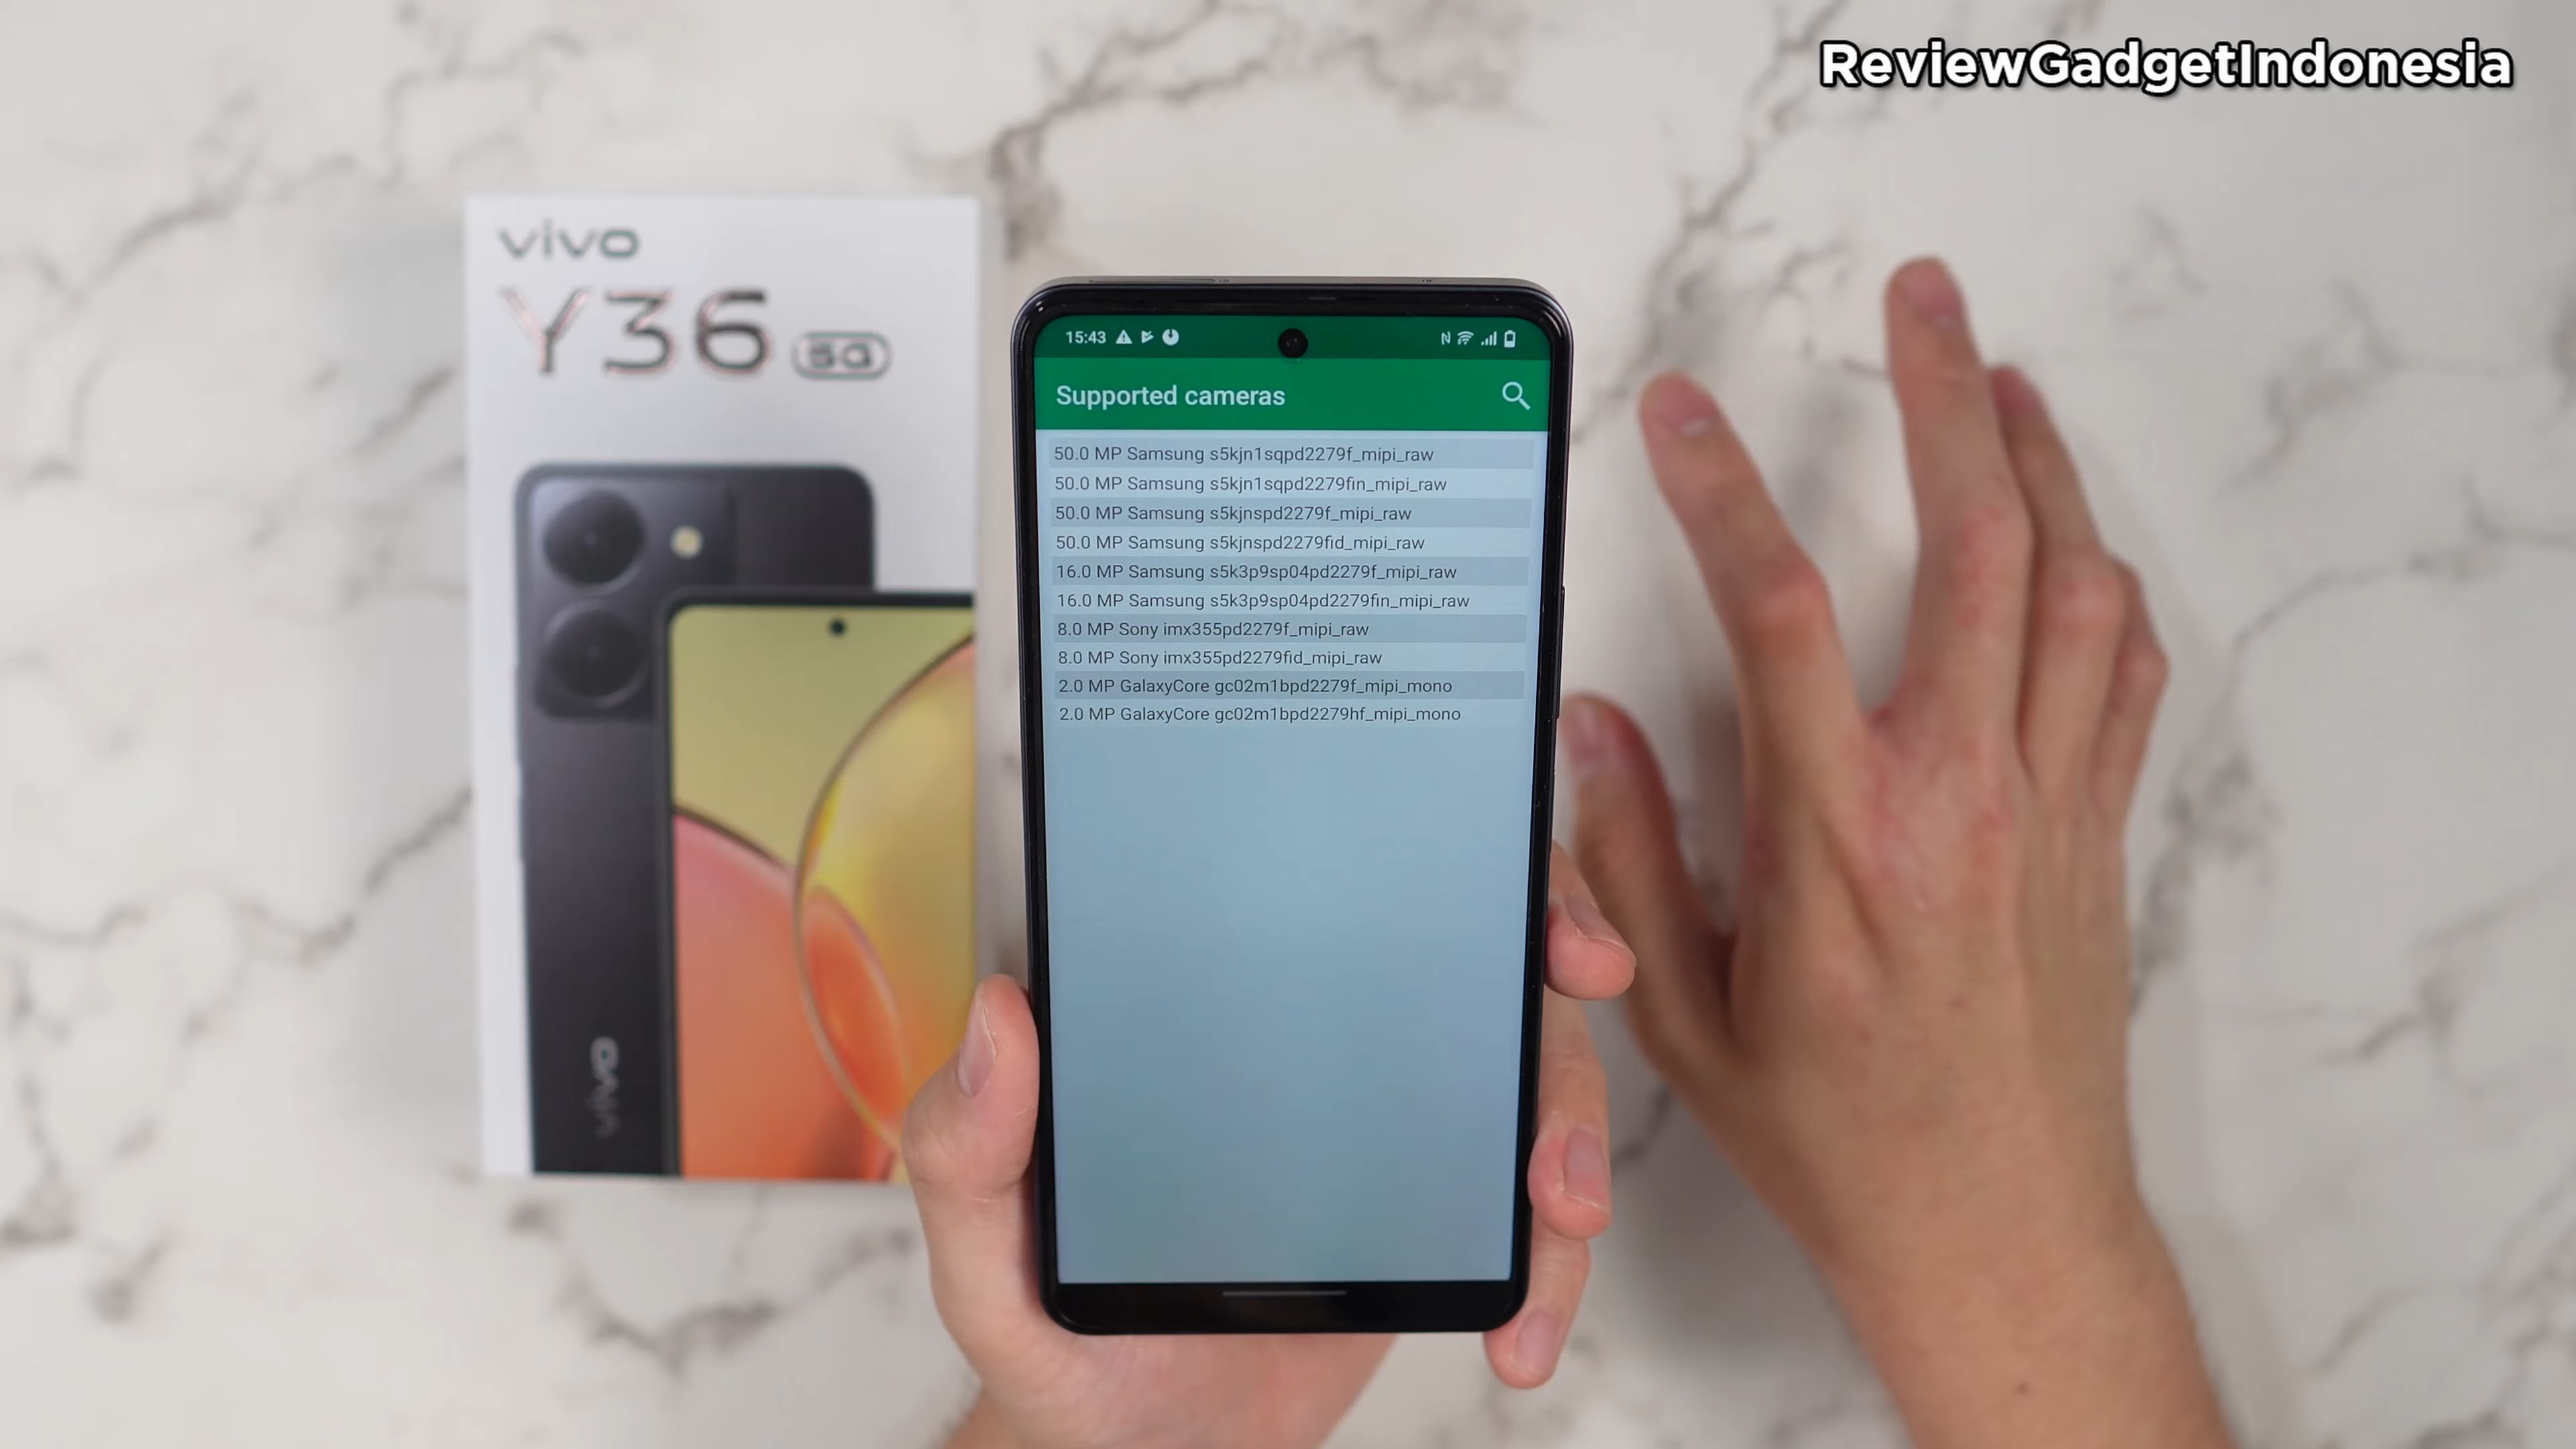 ReviewGadgetIndonesia
vivo
Y36 5G
vivo
15:43
Supported cameras
50.0 MP Samsung s5kjn1sqpd2279f_mipi_raw
50.0 MP Samsung s5kjn1sqpd2279fin_mipi_raw
50.0 MP Samsung s5kjnspd2279f_mipi_raw
50.0 MP Samsung s5kjnspd2279fid_mipi_raw
16.0 MP Samsung s5k3p9sp04pd2279f_mipi_raw
16.0 MP Samsung s5k3p9sp04pd2279fin_mipi_raw
8.0 MP Sony imx355pd2279f_mipi_raw
8.0 MP Sony imx355pd2279fid_mipi_raw
2.0 MP GalaxyCore gc02m1bpd2279f_mipi_mono
2.0 MP GalaxyCore gc02m1bpd2279hf_mipi_mono